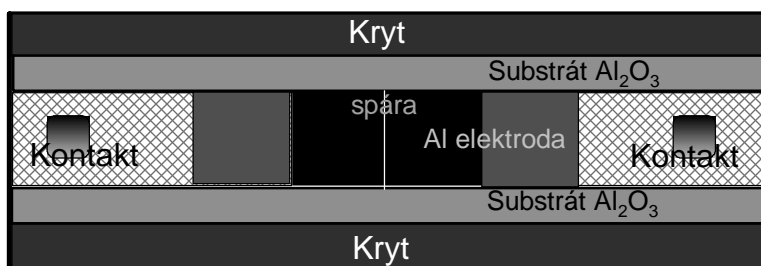 Kryt
Substrát Al₂O₃
spára
Al elektroda
Kontakt
Kontakt
Substrát Al₂O₃
Kryt